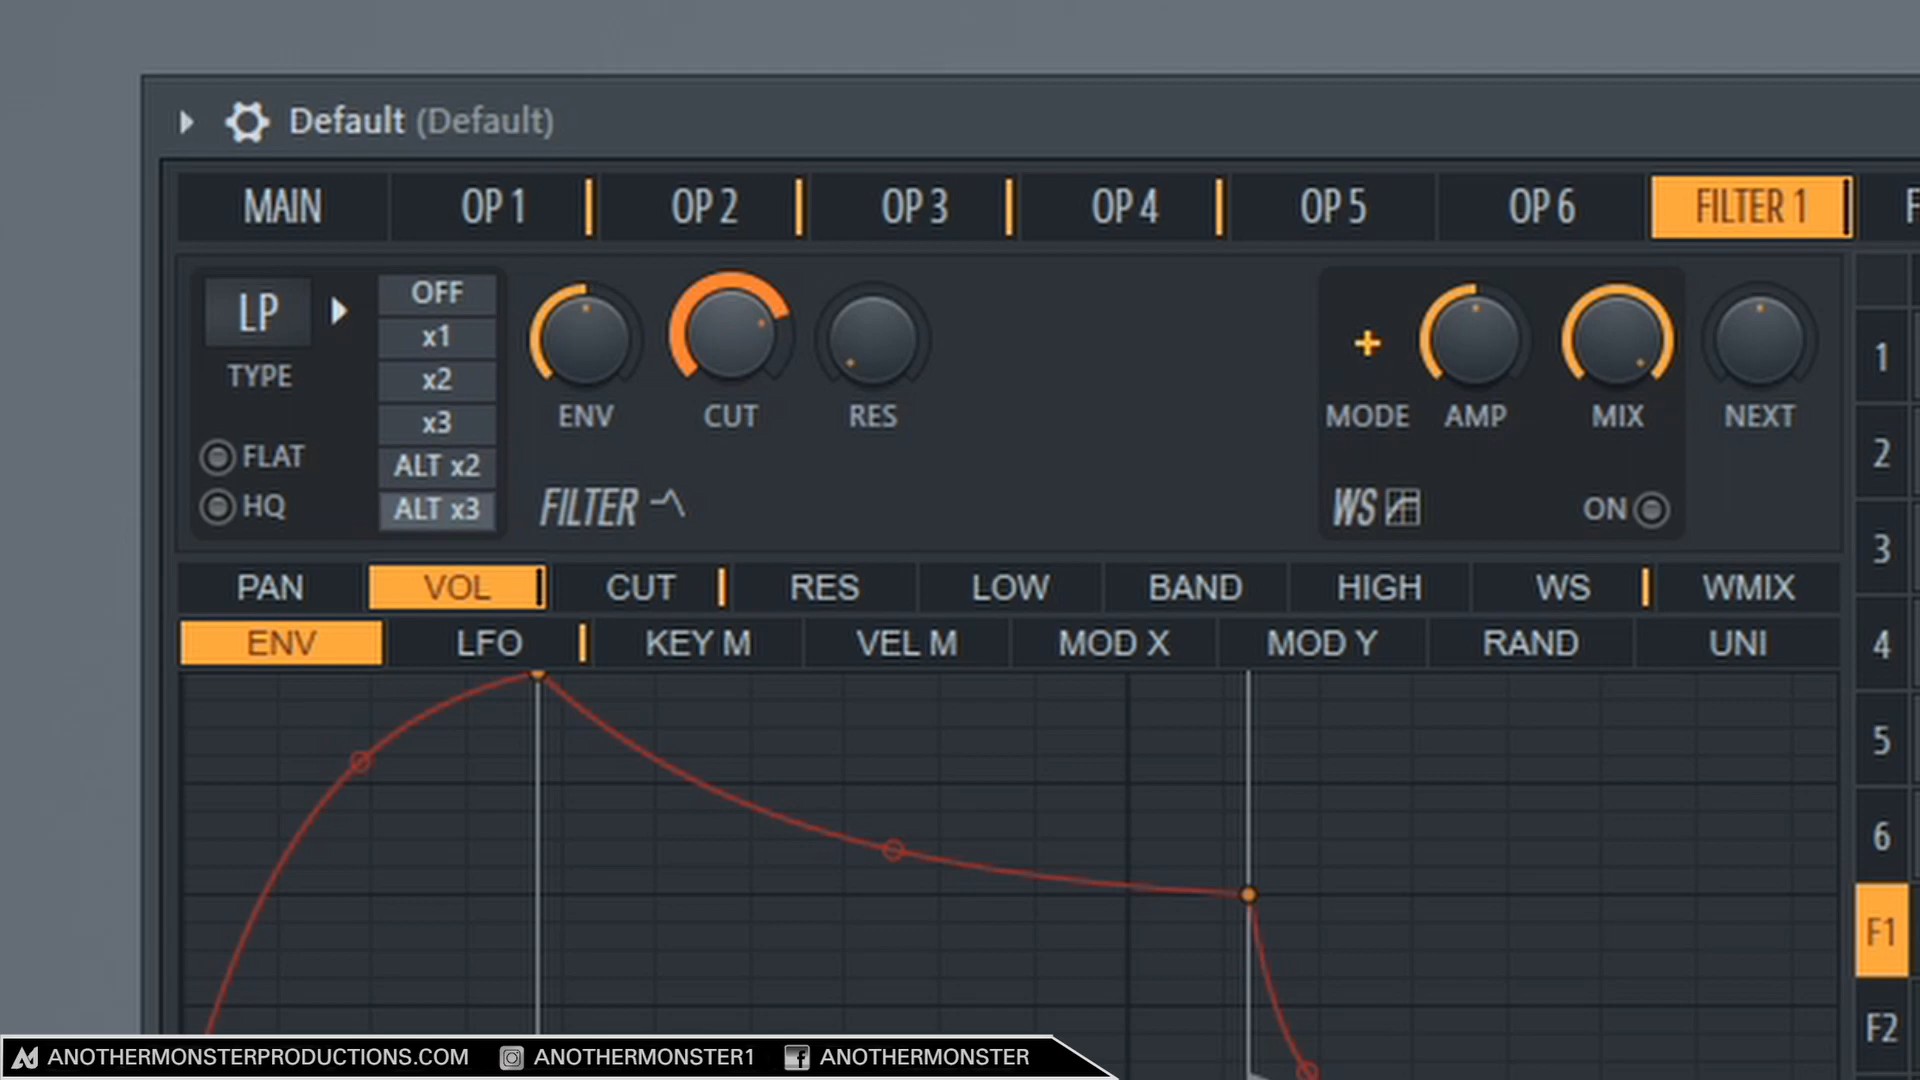 Default (Default)
MAIN OP 1 OP 2 OP 3 OP 4 OP 5 OP 6 FILTER 1
LP
TYPE
FLAT
HQ
OFF
x1
x2
x3
ALT x2
ALT x3
ENV CUT RES
FILTER
MODE AMP MIX NEXT
WS
ON
PAN VOL CUT RES LOW BAND HIGH WS WMIX
ENV LFO KEY M VEL M MOD X MOD Y RAND UNI
1
2
3
4
5
6
F1
F2
ANOTHERMONSTERPRODUCTIONS.COM ANOTHERMONSTER1 ANOTHERMONSTER